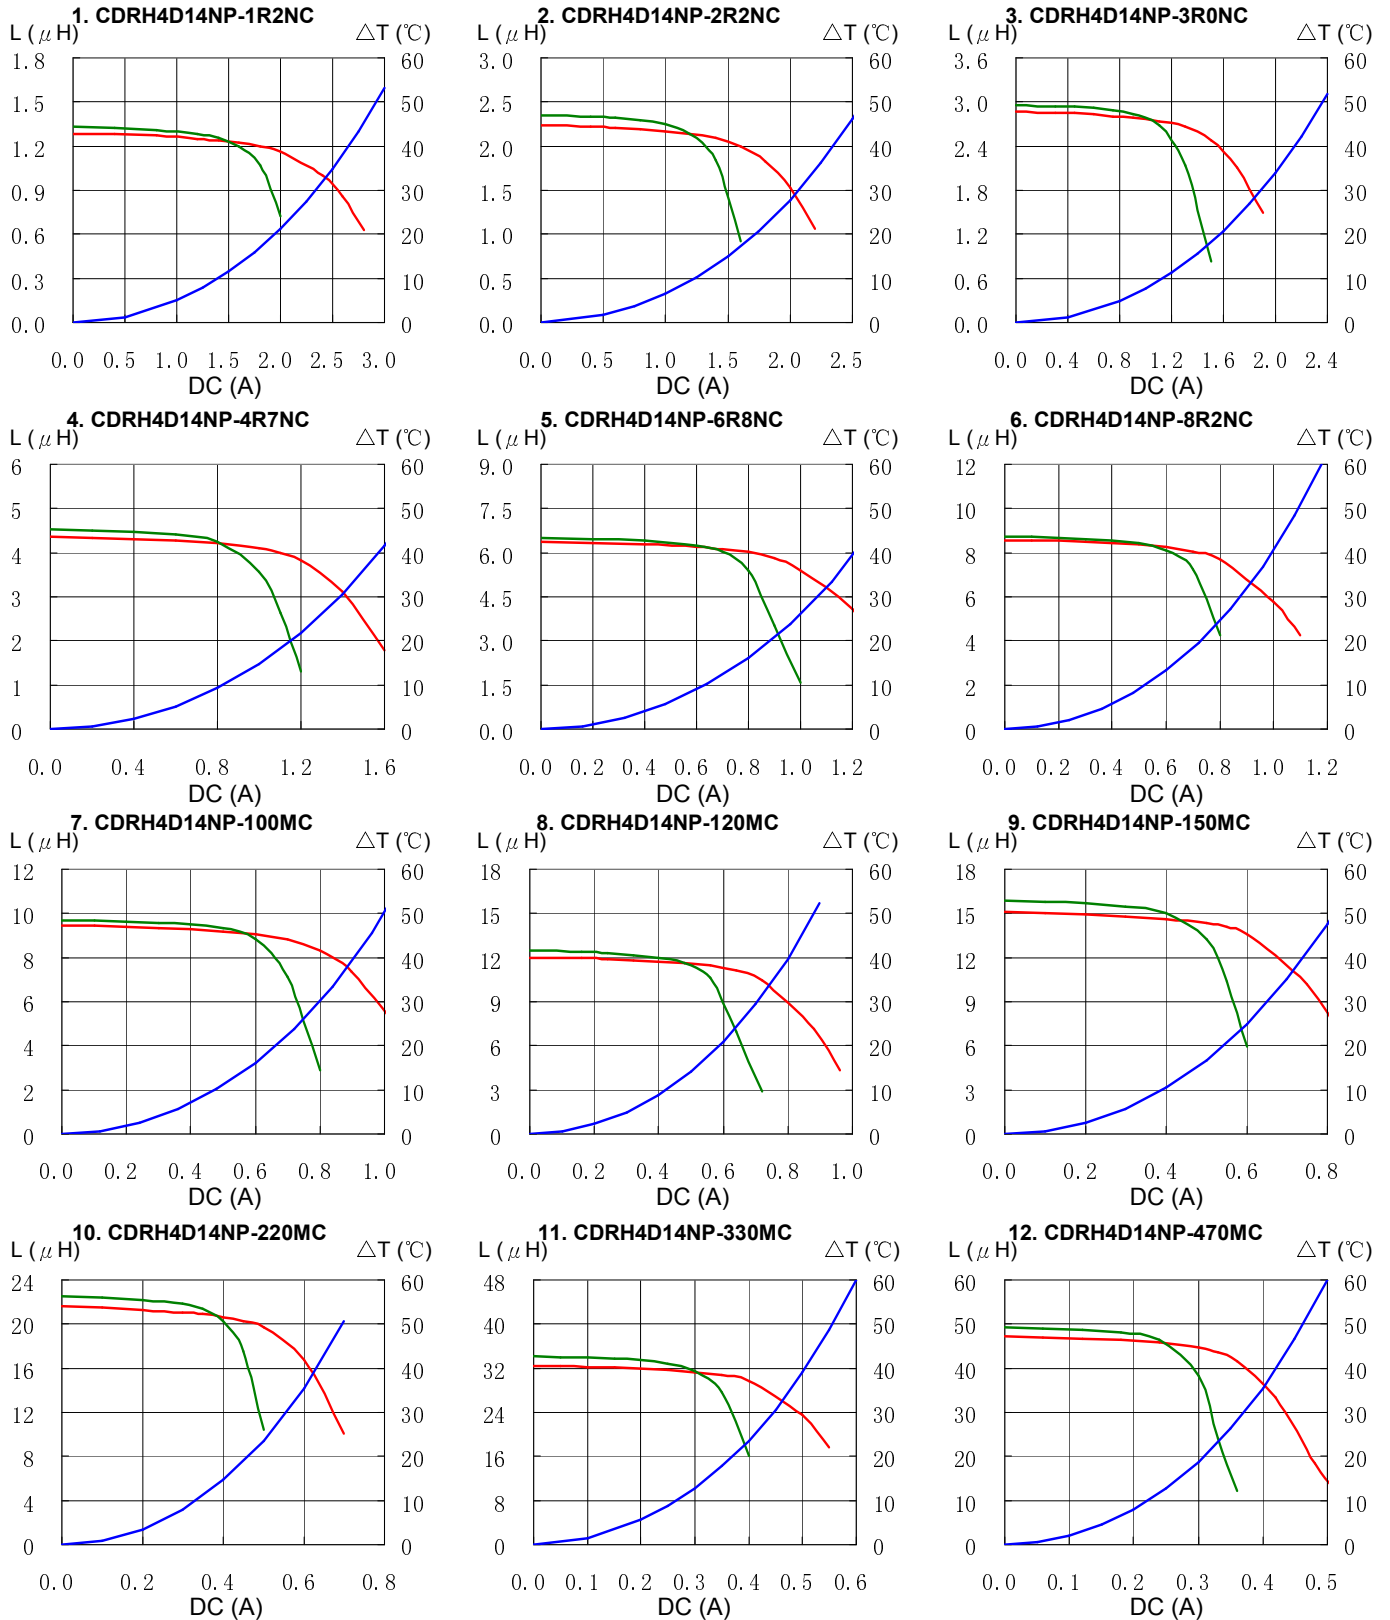 1. CDRH4D14NP-1R2NC
L (μH) △T (℃)
1.8 60
1.5 50
1.2 40
0.9 30
0.6 20
0.3 10
0.0 0
0.0 0.5 1.0 1.5 2.0 2.5 3.0
DC (A)
2. CDRH4D14NP-2R2NC
L (μH) △T (℃)
3.0 60
2.5 50
2.0 40
1.5 30
1.0 20
0.5 10
0.0 0
0.0 0.5 1.0 1.5 2.0 2.5
DC (A)
3. CDRH4D14NP-3R0NC
L (μH) △T (℃)
3.6 60
3.0 50
2.4 40
1.8 30
1.2 20
0.6 10
0.0 0
0.0 0.4 0.8 1.2 1.6 2.0 2.4
DC (A)
4. CDRH4D14NP-4R7NC
L (μH) △T (℃)
6 60
5 50
4 40
3 30
2 20
1 10
0 0
0.0 0.4 0.8 1.2 1.6
DC (A)
5. CDRH4D14NP-6R8NC
L (μH) △T (℃)
9.0 60
7.5 50
6.0 40
4.5 30
3.0 20
1.5 10
0.0 0
0.0 0.2 0.4 0.6 0.8 1.0 1.2
DC (A)
6. CDRH4D14NP-8R2NC
L (μH) △T (℃)
12 60
10 50
8 40
6 30
4 20
2 10
0 0
0.0 0.2 0.4 0.6 0.8 1.0 1.2
DC (A)
7. CDRH4D14NP-100MC
L (μH) △T (℃)
12 60
10 50
8 40
6 30
4 20
2 10
0 0
0.0 0.2 0.4 0.6 0.8 1.0
DC (A)
8. CDRH4D14NP-120MC
L (μH) △T (℃)
18 60
15 50
12 40
9 30
6 20
3 10
0 0
0.0 0.2 0.4 0.6 0.8 1.0
DC (A)
9. CDRH4D14NP-150MC
L (μH) △T (℃)
18 60
15 50
12 40
9 30
6 20
3 10
0 0
0.0 0.2 0.4 0.6 0.8
DC (A)
10. CDRH4D14NP-220MC
L (μH) △T (℃)
24 60
20 50
16 40
12 30
8 20
4 10
0 0
0.0 0.2 0.4 0.6 0.8
DC (A)
11. CDRH4D14NP-330MC
L (μH) △T (℃)
48 60
40 50
32 40
24 30
16 20
8 10
0 0
0.0 0.1 0.2 0.3 0.4 0.5 0.6
DC (A)
12. CDRH4D14NP-470MC
L (μH) △T (℃)
60 60
50 50
40 40
30 30
20 20
10 10
0 0
0.0 0.1 0.2 0.3 0.4 0.5
DC (A)